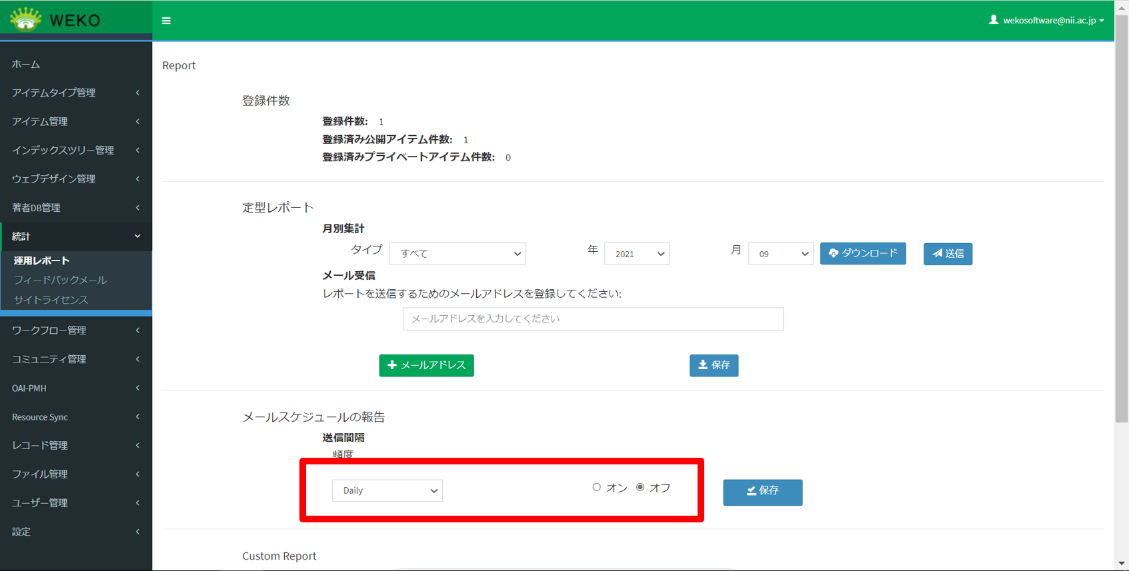 WEKO
wekosoftware@nii.ac.jp
ホーム
アイテムタイプ管理
アイテム管理
インデックスツリー管理
ウェブデザイン管理
著者DB管理
統計
運用レポート
フィードバックメール
サイトライセンス
ワークフロー管理
コミュニティ管理
OAI-PMH
Resource Sync
レコード管理
ファイル管理
ユーザー管理
設定
Report
登録件数
登録件数: 1
登録済み公開アイテム件数: 1
登録済みプライベートアイテム件数: 0
定型レポート
月別集計
タイプ すべて 年 2021 月 09 ダウンロード 送信
メール受信
レポートを送信するためのメールアドレスを登録してください:
メールアドレスを入力してください
+ メールアドレス 保存
メールスケジュールの報告
送信間隔
頻度
Daily オン オフ 保存
Custom Report